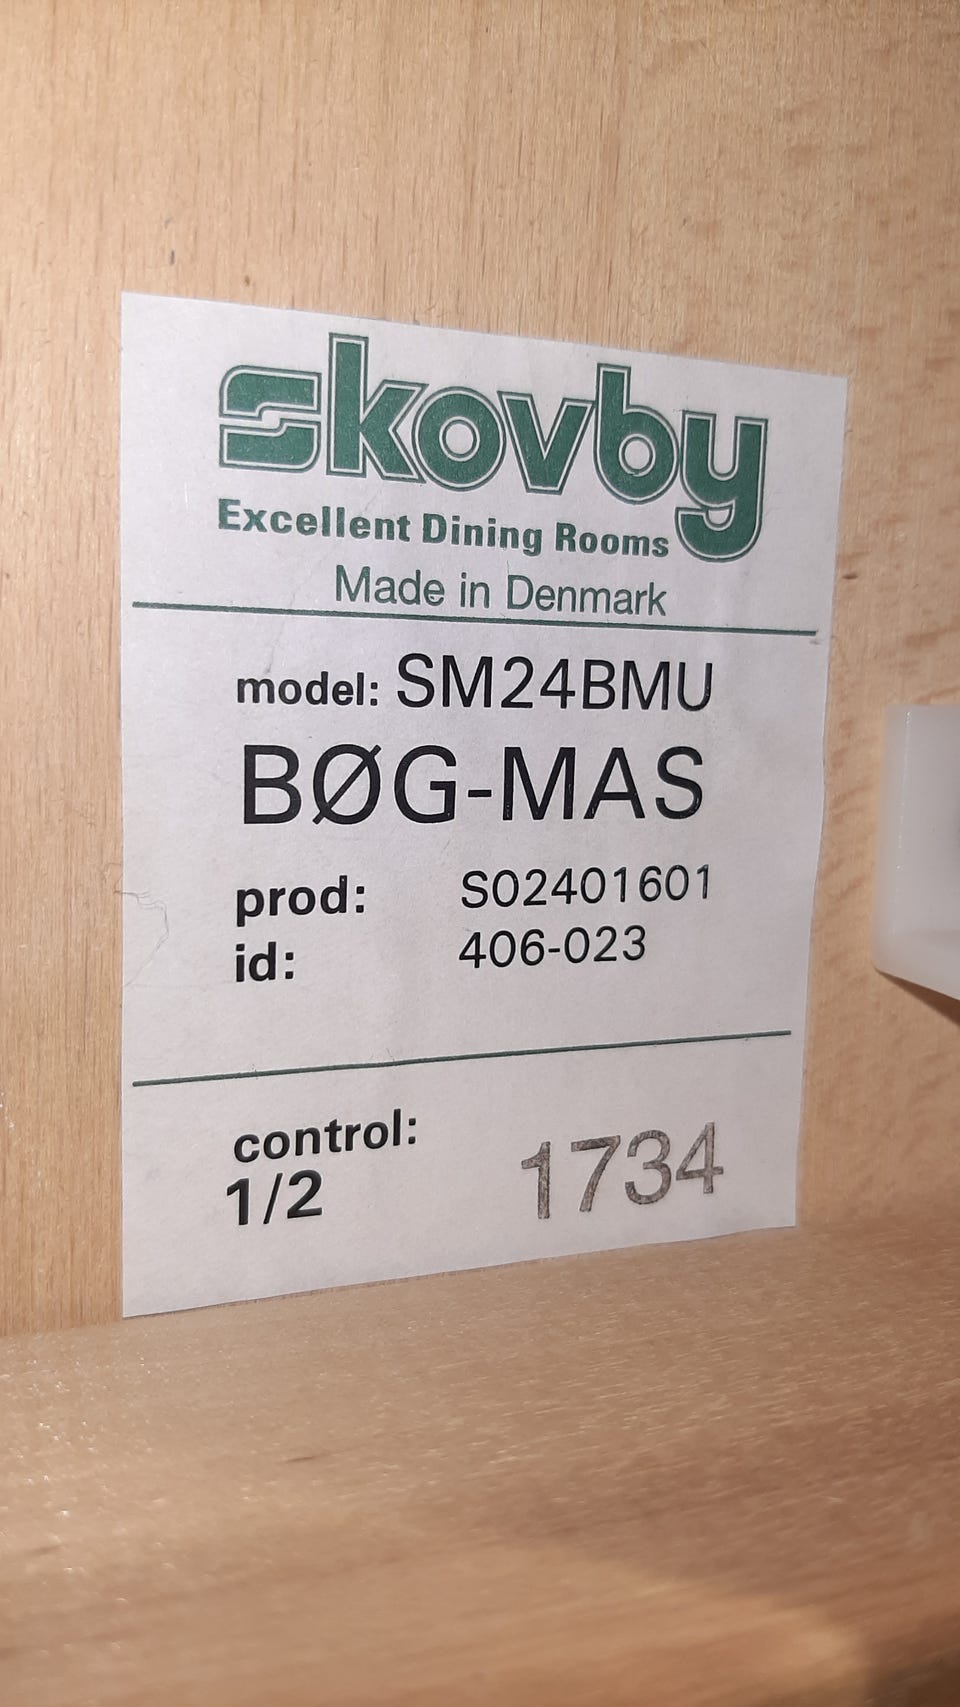 skovby
Excellent Dining Rooms
Made in Denmark
model: SM24BMU
BØG-MAS
prod: S02401601
id: 406-023
control:
1/2 1734